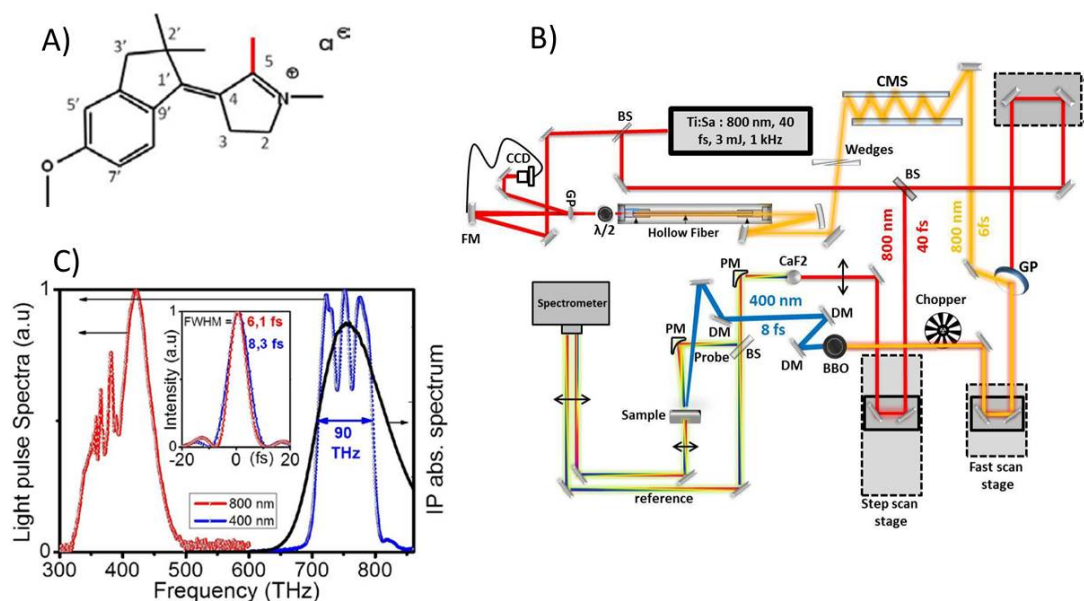 A)
2'
3'
5
Cl ⊖
⊕
1'
N
4
5'
9'
3
2
O
7'
B)
CMS
BS
Ti:Sa : 800 nm, 40
fs, 3 mJ, 1 kHz
Wedges
CCD
GP
BS
FM
λ/2
Hollow Fiber
800 nm
40 fs
800 nm
6fs
GP
PM
CaF2
Spectrometer
400 nm
8 fs
DM
DM
Chopper
PM
Probe
BS
DM
BBO
Sample
reference
Fast scan
stage
Step scan
stage
C)
Light pulse Spectra (a.u)
1
0
FWHM = 6,1 fs
8,3 fs
Intensity (a.u)
1
0
-20
0
(fs)
20
90
THz
800 nm
400 nm
IP abs. spectrum
300
400
500
600
700
800
Frequency (THz)